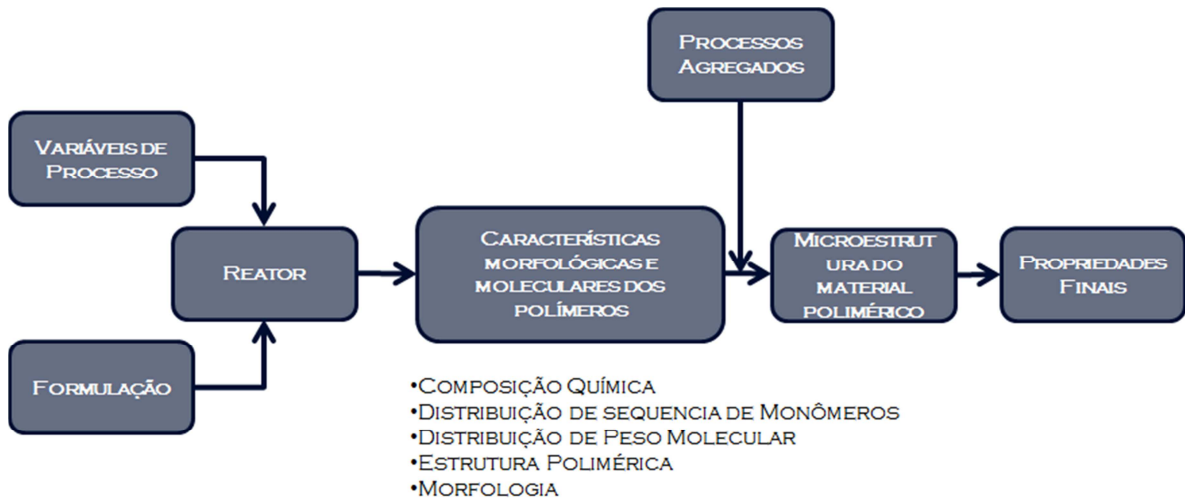 PROCESSOS
AGREGADOS
VARIÁVEIS DE
PROCESSO
REATOR
FORMULAÇÃO
CARACTERÍSTICAS
MORFOLÓGICAS E
MOLECULARES DOS
POLÍMEROS
MICROESTRUT
URA DO
MATERIAL
POLIMÉRICO
PROPRIEDADES
FINAIS
•COMPOSIÇÃO QUÍMICA
•DISTRIBUIÇÃO DE SEQUENCIA DE MONÔMEROS
•DISTRIBUIÇÃO DE PESO MOLECULAR
•ESTRUTURA POLIMÉRICA
•MORFOLOGIA